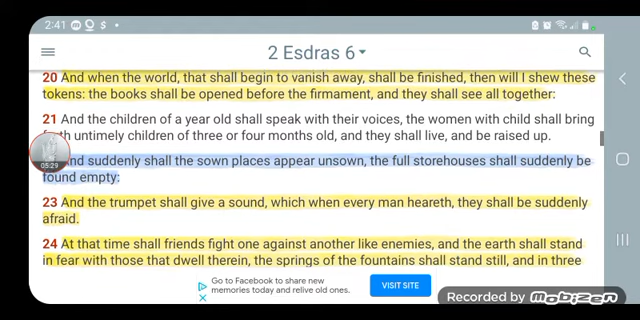 2:41
2 Esdras 6
20 And when the world, that shall begin to vanish away, shall be finished, then will I shew these
tokens: the books shall be opened before the firmament, and they shall see all together:
21 And the children of a year old shall speak with their voices, the women with child shall bring
untimely children of three or four months old, and they shall live, and be raised up.
suddenly shall the sown places appear unsown, the full storehouses shall suddenly be
found empty:
05:29
23 And the trumpet shall give a sound, which when every man heareth, they shall be suddenly
afraid.
24 At that time shall friends fight one against another like enemies, and the earth shall stand
in fear with those that dwell therein, the springs of the fountains shall stand still, and in three
Go to Facebook to share new
memories today and relive old ones.
VISIT SITE
Recorded by Mobizen